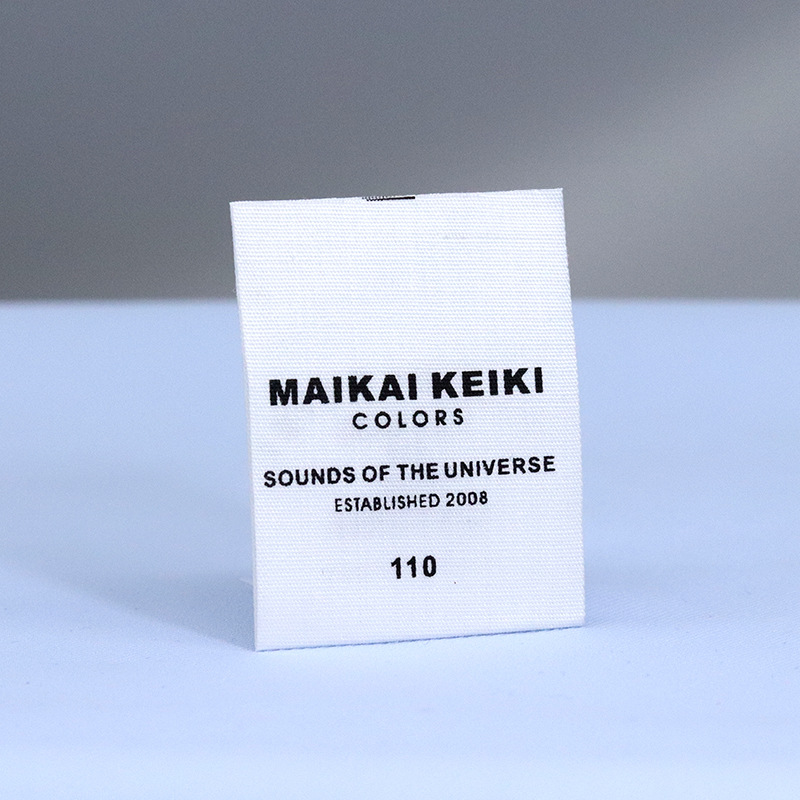 MAIKAI KEIKI
COLORS
SOUNDS OF THE UNIVERSE
ESTABLISHED 2008
110